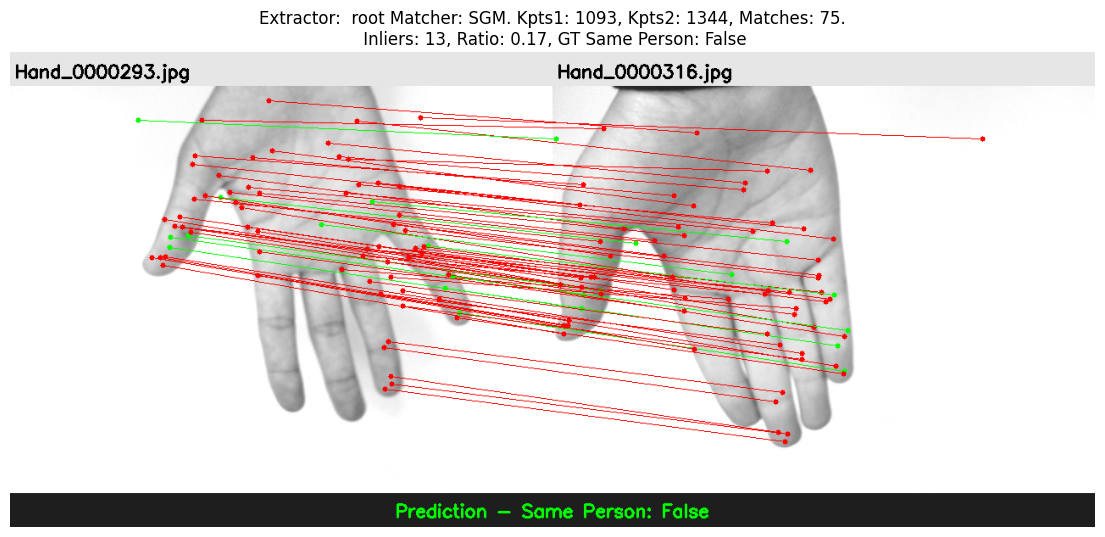 Extractor:  root Matcher: SGM. Kpts1: 1093, Kpts2: 1344, Matches: 75.
Inliers: 13, Ratio: 0.17, GT Same Person: False
Hand_0000293.jpg
Hand_0000316.jpg
Prediction - Same Person: False